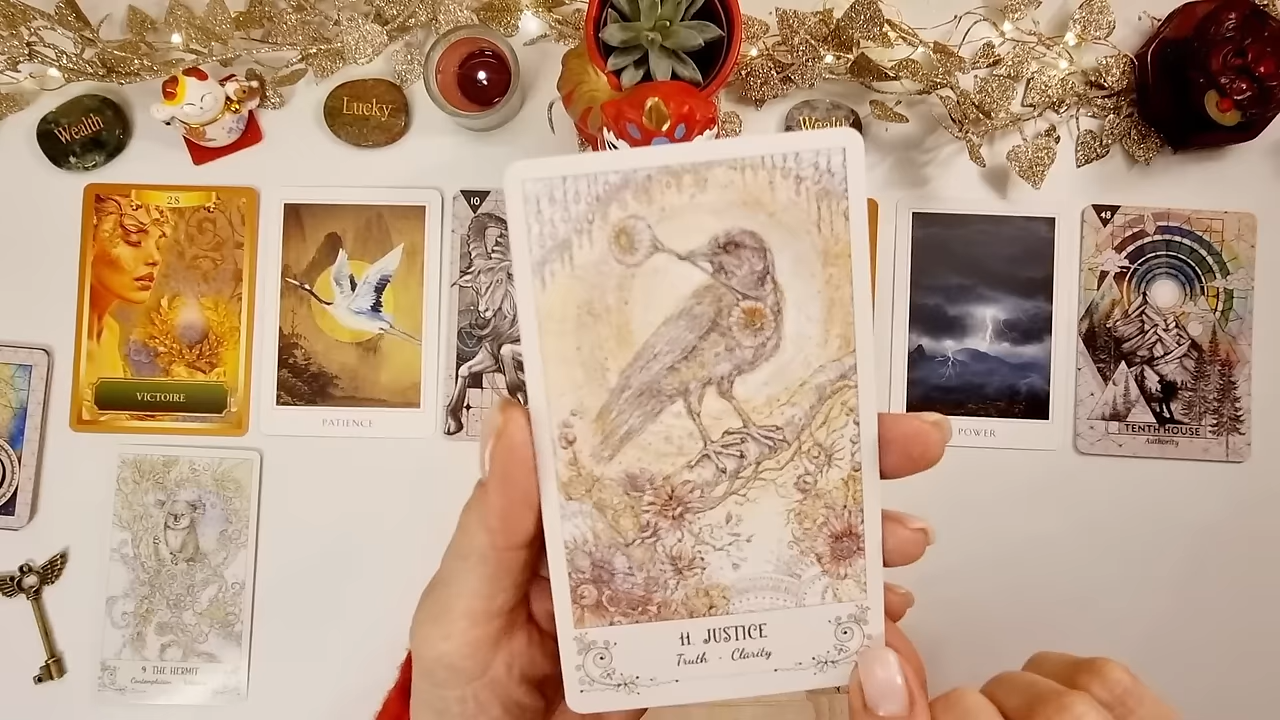 Wealth
Lucky
Wealth
28
VICTOIRE
PATIENCE
10
11. JUSTICE
Truth · Clarity
POWER
48
TENTH HOUSE
Authority
9 THE HERMIT
Contemplation